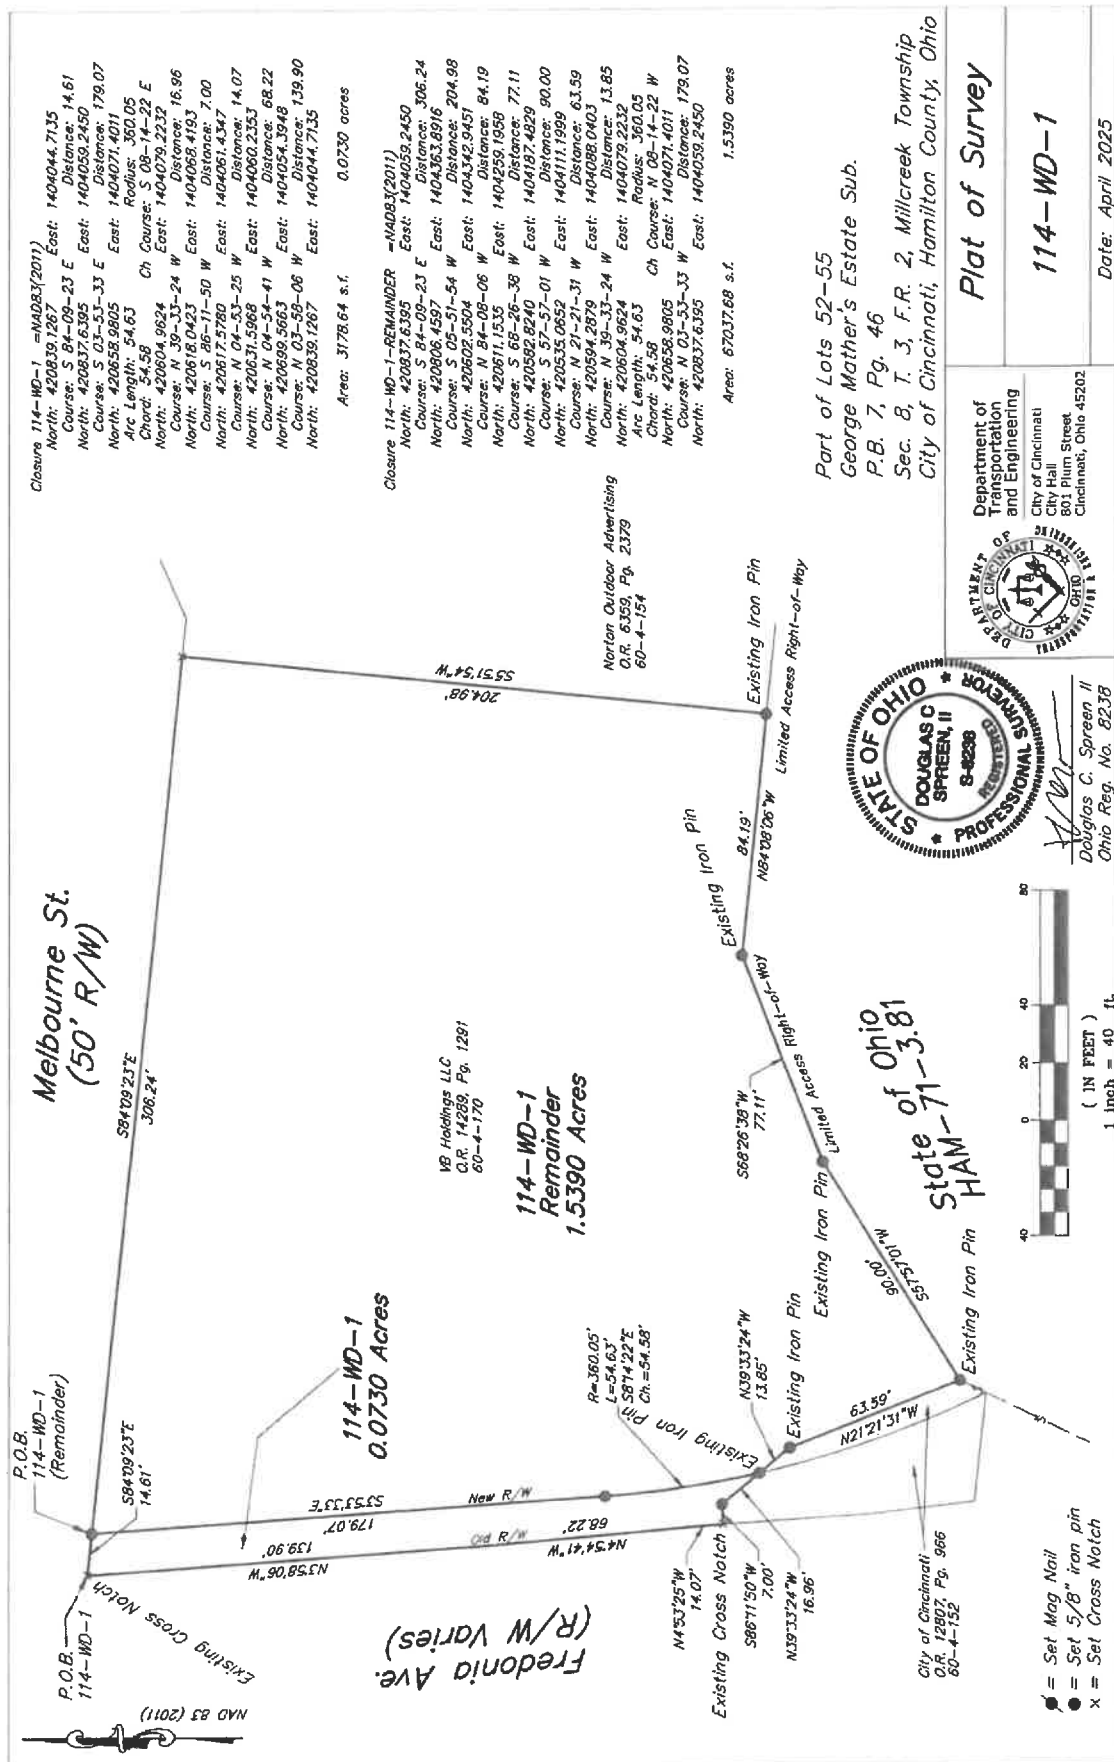 Closure 114-WD-1 =NAD83(2011)
North: 420839.1267 East: 1404044.7135
Course: S 84-09-23 E Distance: 14.61
North: 420837.6395 East: 1404059.2450
Course: S 03-53-33 E Distance: 179.07
North: 420658.9805 East: 1404071.4011
Arc Length: 54.63 Radius: 360.05
Chord: 54.58 Ch Course: S 08-14-22 E
North: 420604.9624 East: 1404079.2232
Course: N 39-33-24 W Distance: 16.96
North: 420618.0423 East: 1404068.4193
Course: S 86-11-50 W Distance: 7.00
North: 420617.5780 East: 1404061.4347
Course: N 04-53-25 W Distance: 14.07
North: 420631.5968 East: 1404060.2353
Course: N 04-54-41 W Distance: 68.22
North: 420699.5663 East: 1404054.3948
Course: N 03-58-06 W Distance: 139.90
North: 420839.1267 East: 1404044.7135
Area: 3178.64 s.f. 0.0730 acres
Closure 114-WD-1-REMAINDER =NAD83(2011)
North: 420837.6395 East: 1404059.2450
Course: S 84-09-23 E Distance: 306.24
North: 420806.4597 East: 1404363.8916
Course: S 05-51-54 W Distance: 204.98
North: 420602.5504 East: 1404342.9451
Course: N 84-08-06 W Distance: 84.19
North: 420611.1535 East: 1404259.1958
Course: S 68-26-38 W Distance: 77.11
North: 420582.8240 East: 1404187.4829
Course: S 57-57-01 W Distance: 90.00
North: 420535.0652 East: 1404111.1999
Course: N 21-21-31 W Distance: 63.59
North: 420594.2879 East: 1404088.0403
Course: N 39-33-24 W Distance: 13.85
North: 420604.9624 East: 1404079.2232
Arc Length: 54.63 Radius: 360.05
Chord: 54.58 Ch Course: N 08-14-22 W
North: 420658.9805 East: 1404071.4011
Course: N 03-53-33 W Distance: 179.07
North: 420837.6395 East: 1404059.2450
Area: 67037.68 s.f. 1.5390 acres
Melbourne St.
(50' R/W)
S84°09'23"E
306.24'
P.O.B.
114-WD-1
(Remainder)
S84°09'23"E
14.61'
P.O.B.
114-WD-1
Existing Cross Notch
NAD 83 (2011)
VB Holdings LLC
O.R. 14289, Pg. 1291
60-4-170
114-WD-1
Remainder
1.5390 Acres
114-WD-1
0.0730 Acres
Norton Outdoor Advertising
O.R. 6359, Pg. 2379
60-4-154
S5°51'54"W
204.98'
Existing Iron Pin
Limited Access Right-of-Way
84.19'
N84°08'06"W
Existing Iron Pin
Limited Access Right-of-Way
S68°26'38"W
77.11'
Existing Iron Pin
90.00'
S57°57'01"W
Existing Iron Pin
State of Ohio
HAM-71-3.81
63.59'
N21°21'31"W
Existing Iron Pin
N39°33'24"W
13.85'
Existing Iron Pin
R=360.05'
L=54.63'
S8°14'22"E
Ch.=54.58'
New R/W
S3°53'33"E
179.07'
139.90'
N3°58'06"W
Old R/W
68.22'
N4°54'41"W
Fredonia Ave.
(R/W Varies)
N4°53'25"W
14.07'
Existing Cross Notch
S86°11'50"W
7.00'
N39°33'24"W
16.96'
City of Cincinnati
O.R. 12807, Pg. 966
60-4-152
= Set Mag Nail
= Set 5/8" iron pin
x = Set Cross Notch
40 0 20 40 80
( IN FEET )
1 inch = 40 ft.
STATE OF OHIO
DOUGLAS C
SPREEN, II
S-8238
REGISTERED
PROFESSIONAL SURVEYOR
Douglas C. Spreen II
Ohio Reg. No. 8238
Part of Lots 52-55
George Mather's Estate Sub.
P.B. 7, Pg. 46
Sec. 8, T. 3, F.R. 2, Millcreek Township
City of Cincinnati, Hamilton County, Ohio
DEPARTMENT OF
CITY OF CINCINNATI
OHIO
Department of
Transportation
and Engineering
City of Cincinnati
City Hall
801 Plum Street
Cincinnati, Ohio 45202
Plat of Survey
114-WD-1
Date: April 2025